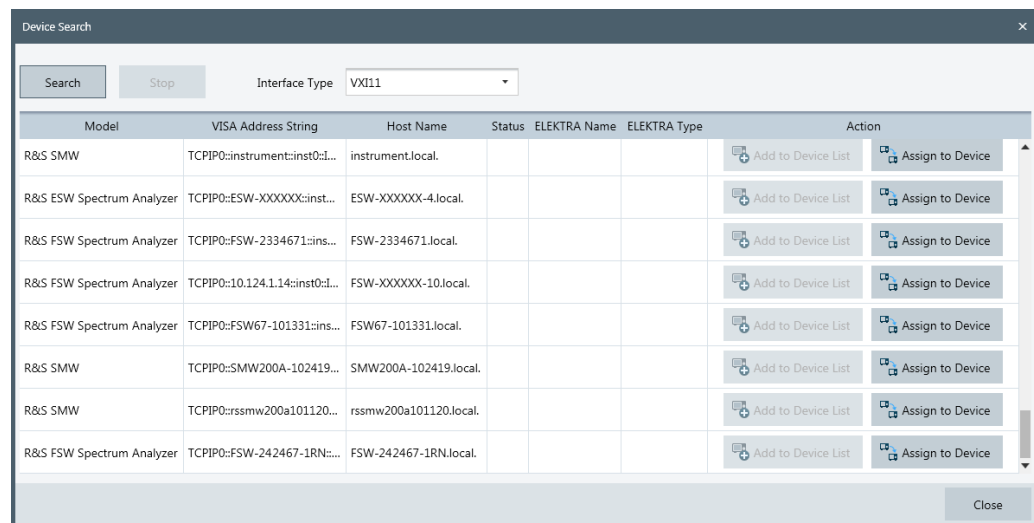 Device Search
Search Stop Interface Type VXI11
Model VISA Address String Host Name Status ELEKTRA Name ELEKTRA Type Action
R&S SMW TCPIP0::instrument::inst0::I... instrument.local. Add to Device List Assign to Device
R&S ESW Spectrum Analyzer TCPIP0::ESW-XXXXXX::inst... ESW-XXXXXX-4.local. Add to Device List Assign to Device
R&S FSW Spectrum Analyzer TCPIP0::FSW-2334671::ins... FSW-2334671.local. Add to Device List Assign to Device
R&S FSW Spectrum Analyzer TCPIP0::10.124.1.14::inst0::I... FSW-XXXXXX-10.local. Add to Device List Assign to Device
R&S FSW Spectrum Analyzer TCPIP0::FSW67-101331::ins... FSW67-101331.local. Add to Device List Assign to Device
R&S SMW TCPIP0::SMW200A-102419... SMW200A-102419.local. Add to Device List Assign to Device
R&S SMW TCPIP0::rssmw200a101120... rssmw200a101120.local. Add to Device List Assign to Device
R&S FSW Spectrum Analyzer TCPIP0::FSW-242467-1RN::... FSW-242467-1RN.local. Add to Device List Assign to Device
Close